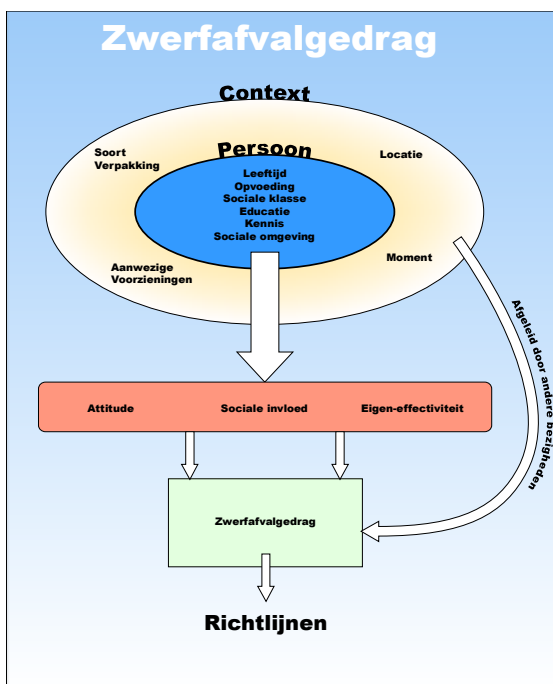 Zwerfafvalgedrag
Context
Persoon
Soort
Verpakking
Locatie
Leeftijd
Opvoeding
Sociale klasse
Educatie
Kennis
Sociale omgeving
Aanwezige
Voorzieningen
Moment
Afgeleid door andere bezigheden
Attitude
Sociale invloed
Eigen-effectiviteit
Zwerfafvalgedrag
Richtlijnen